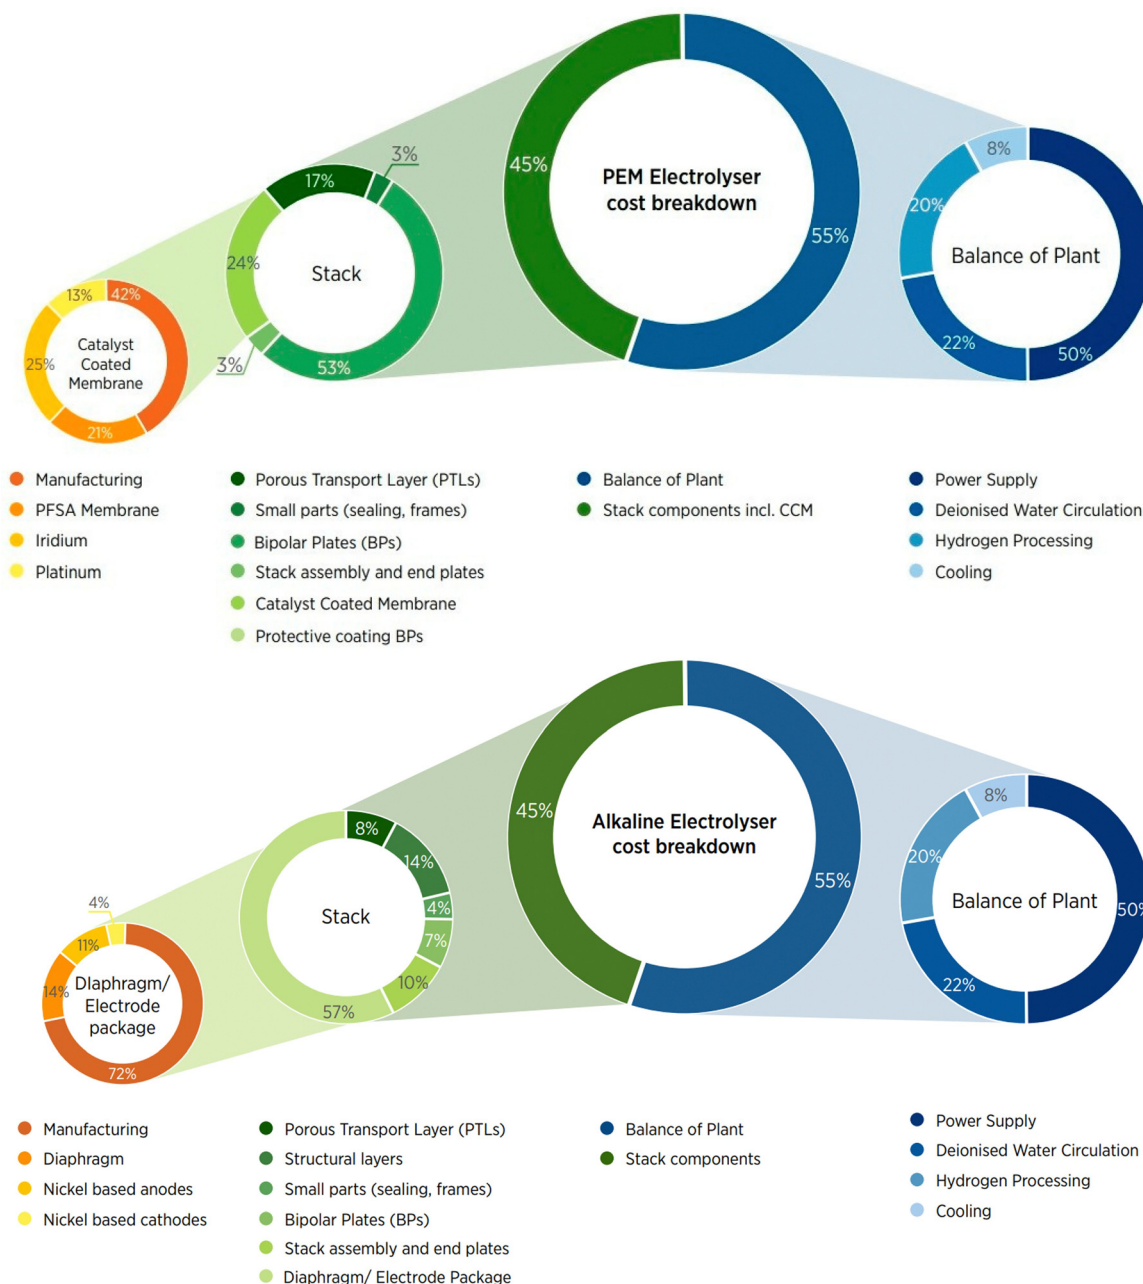 PEM Electrolyser
cost breakdown
45%
55%
Stack
17%
3%
53%
3%
24%
Catalyst
Coated
Membrane
42%
21%
25%
13%
Balance of Plant
8%
20%
22%
50%
Manufacturing
PFSA Membrane
Iridium
Platinum
Porous Transport Layer (PTLs)
Small parts (sealing, frames)
Bipolar Plates (BPs)
Stack assembly and end plates
Catalyst Coated Membrane
Protective coating BPs
Balance of Plant
Stack components incl. CCM
Power Supply
Deionised Water Circulation
Hydrogen Processing
Cooling
Alkaline Electrolyser
cost breakdown
45%
55%
Stack
8%
14%
4%
7%
10%
57%
DIaphragm/
Electrode
package
4%
11%
14%
72%
Balance of Plant
8%
20%
22%
50%
Manufacturing
Diaphragm
Nickel based anodes
Nickel based cathodes
Porous Transport Layer (PTLs)
Structural layers
Small parts (sealing, frames)
Bipolar Plates (BPs)
Stack assembly and end plates
Diaphragm/ Electrode Package
Balance of Plant
Stack components
Power Supply
Deionised Water Circulation
Hydrogen Processing
Cooling